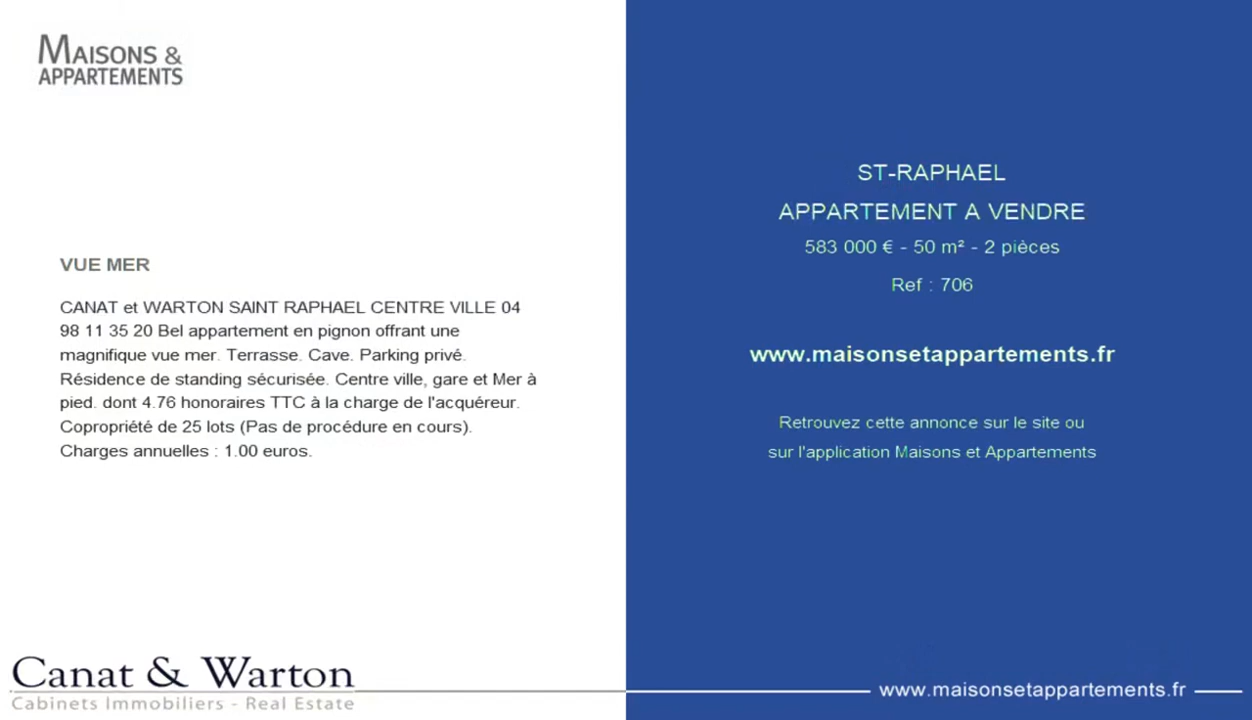 MAISONS &
APPARTEMENTS
VUE MER
CANAT et WARTON SAINT RAPHAEL CENTRE VILLE 04
98 11 35 20 Bel appartement en pignon offrant une
magnifique vue mer. Terrasse. Cave. Parking privé.
Résidence de standing sécurisée. Centre ville, gare et Mer à
pied. dont 4.76 honoraires TTC à la charge de l'acquéreur.
Copropriété de 25 lots (Pas de procédure en cours).
Charges annuelles : 1.00 euros.
Canat & Warton
Cabinets Immobiliers - Real Estate
ST-RAPHAEL
APPARTEMENT A VENDRE
583 000 € - 50 m² - 2 pièces
Ref : 706
www.maisonsetappartements.fr
Retrouvez cette annonce sur le site ou
sur l'application Maisons et Appartements
www.maisonsetappartements.fr